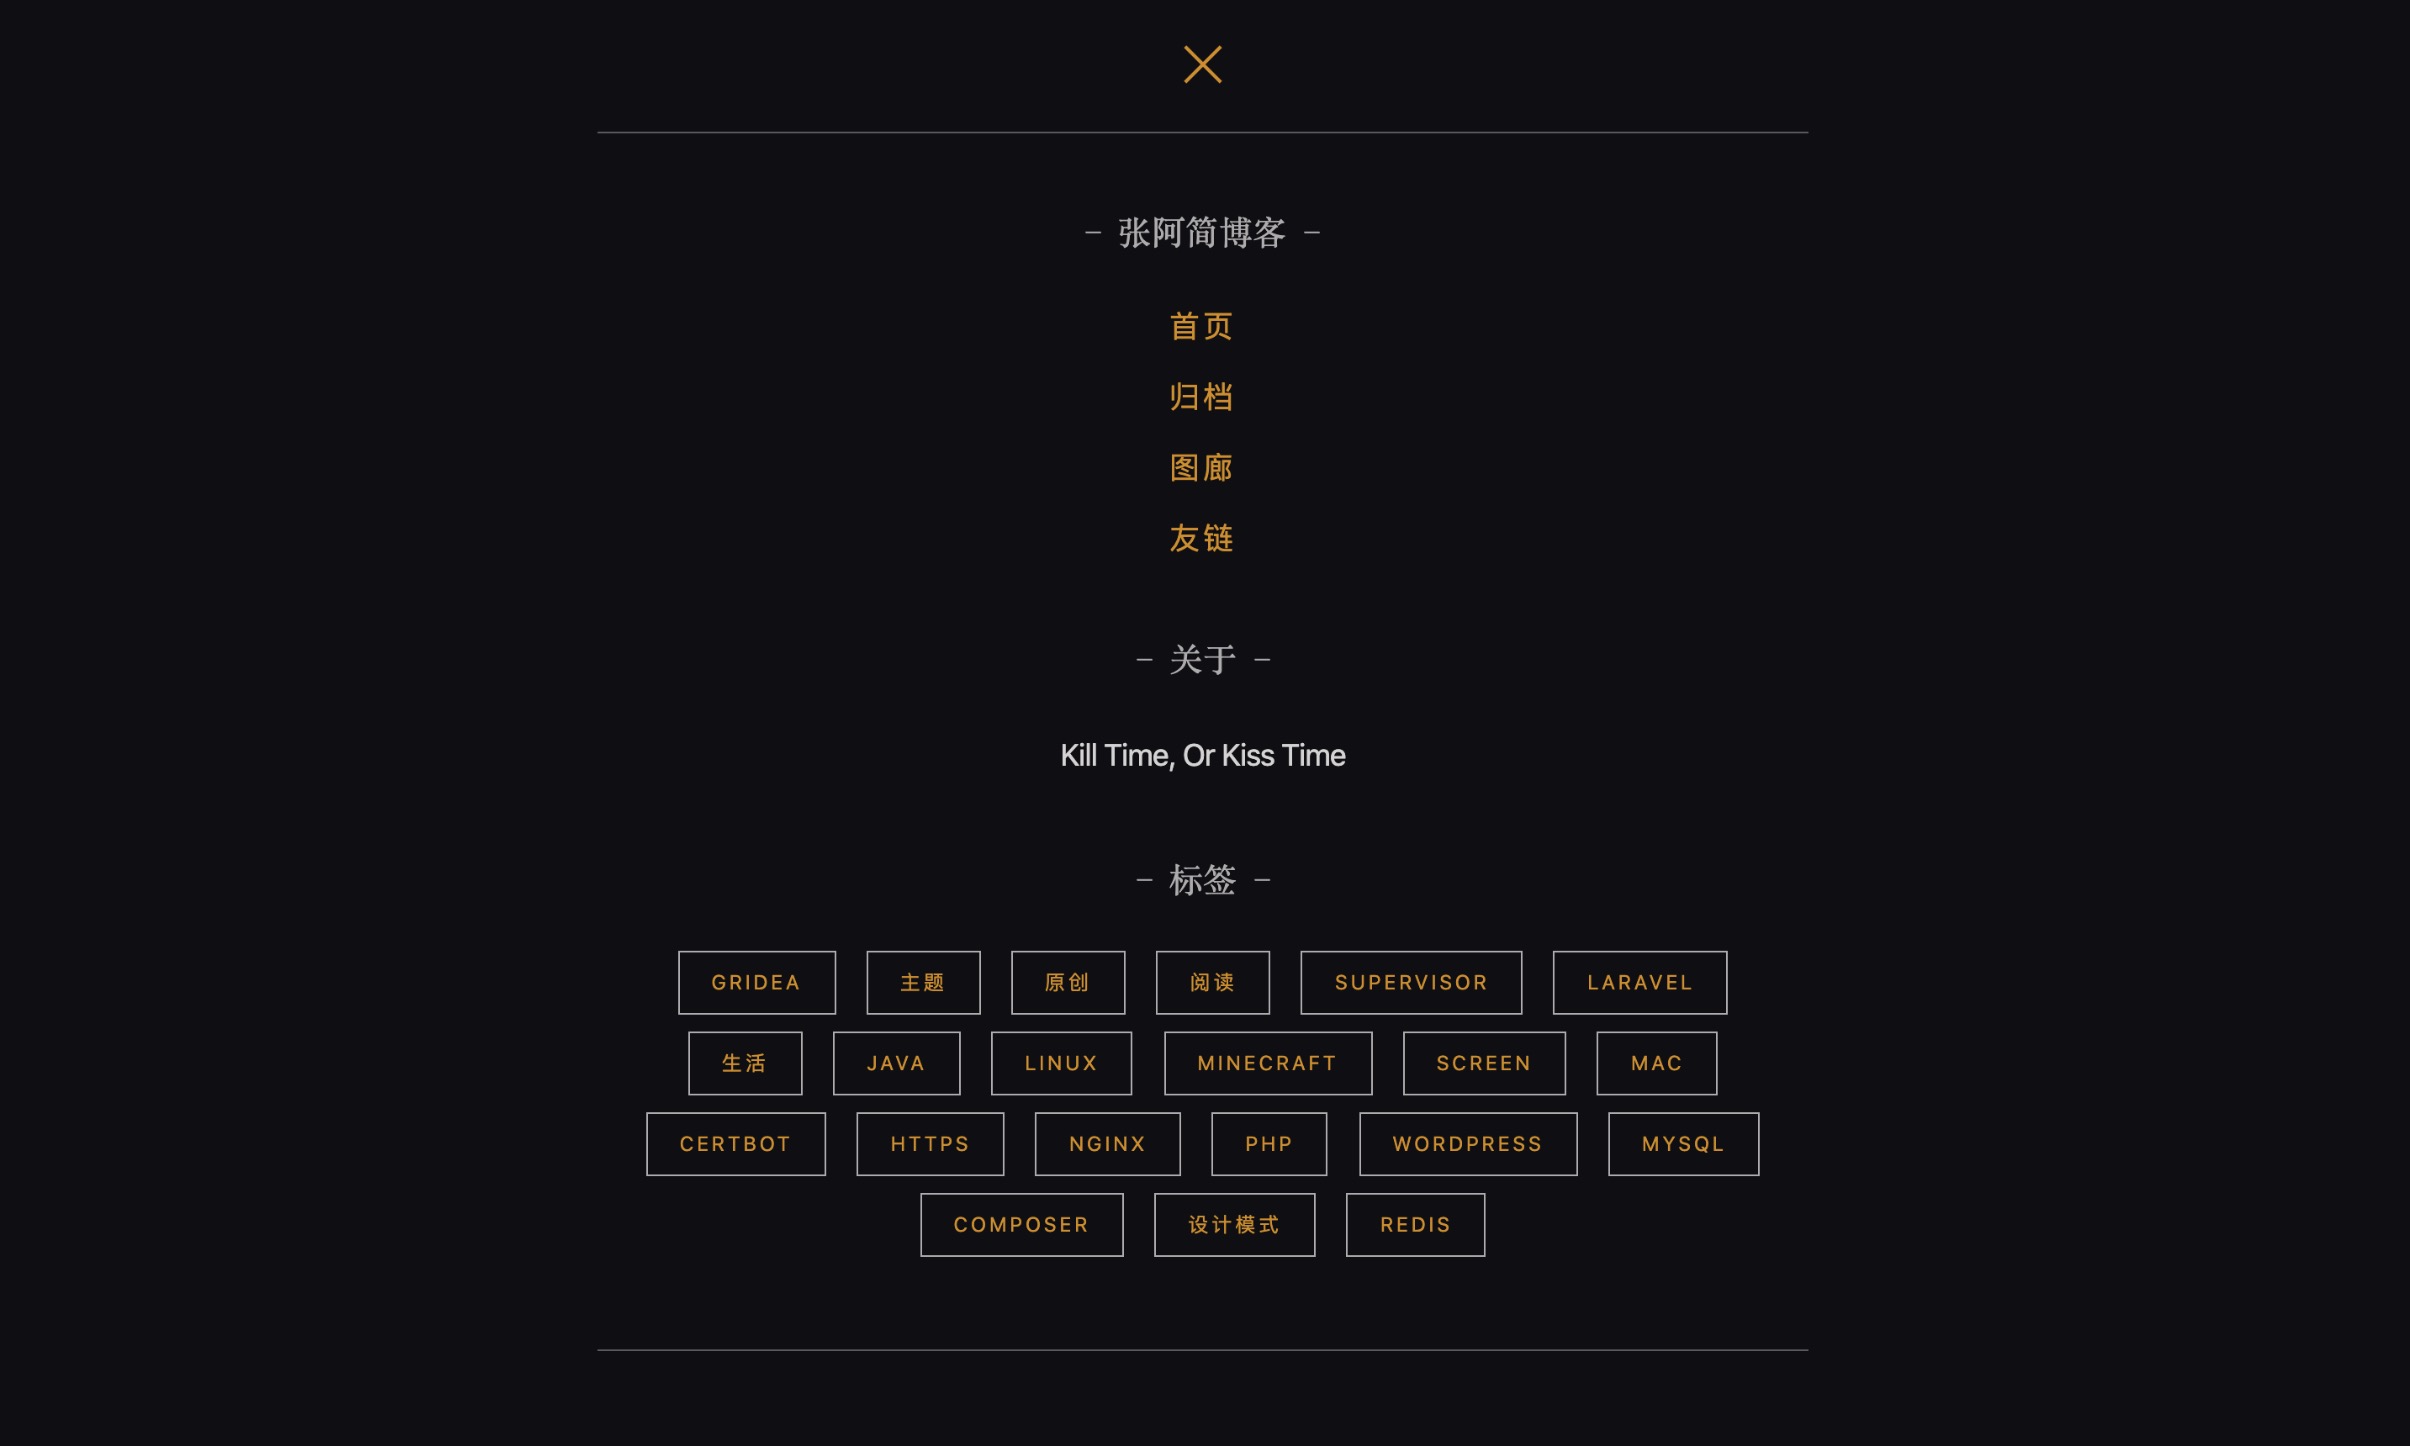 – 张阿简博客 –
首页
归档
图廊
友链
– 关于 –
Kill Time, Or Kiss Time
– 标签 –
GRIDEA 主题 原创 阅读 SUPERVISOR LARAVEL
生活 JAVA LINUX MINECRAFT SCREEN MAC
CERTBOT HTTPS NGINX PHP WORDPRESS MYSQL
COMPOSER 设计模式 REDIS